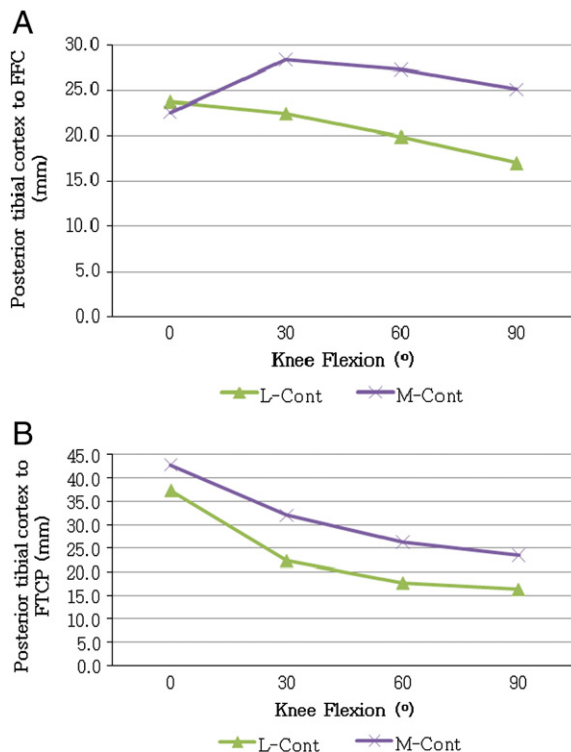 A
Posterior tibial cortex to FFC
(mm)
30.0
25.0
20.0
15.0
10.0
5.0
0.0
0 30 60 90
Knee Flexion (º)
L-Cont M-Cont
B
Posterior tibial cortex to
FTCP (mm)
45.0
40.0
35.0
30.0
25.0
20.0
15.0
10.0
5.0
0.0
0 30 60 90
Knee Flexion (º)
L-Cont M-Cont